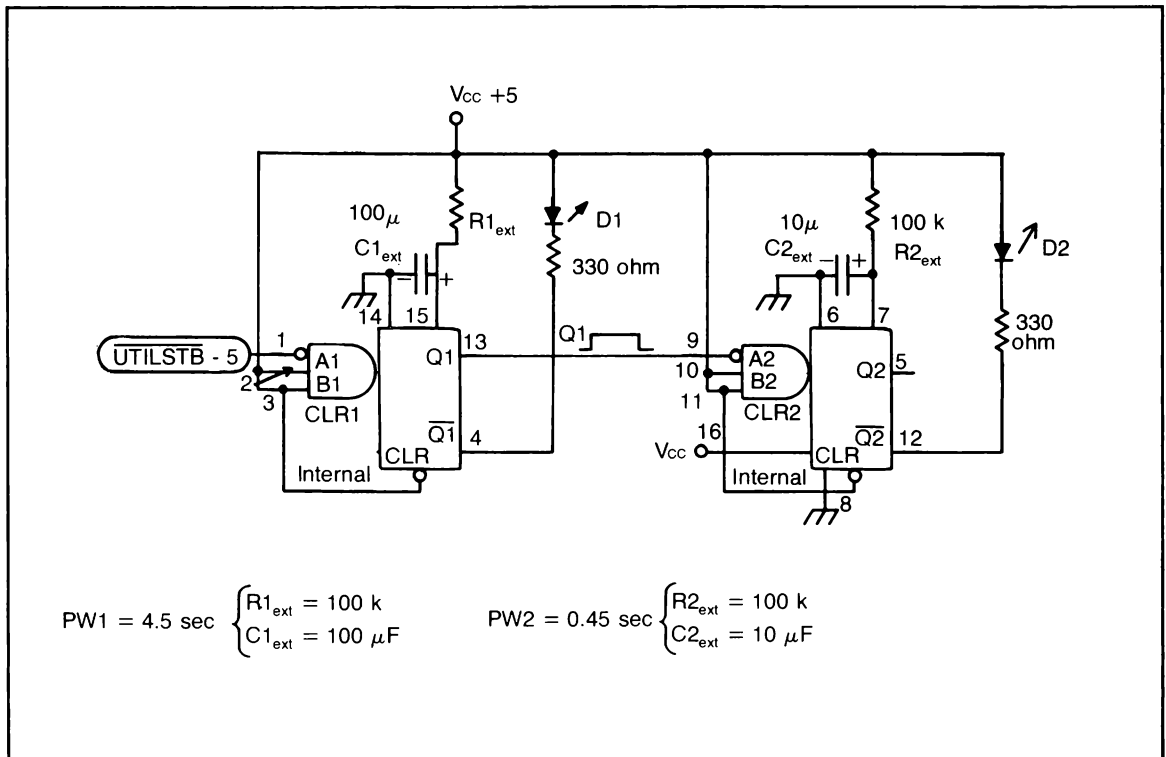 Vcc +5
100μ
C1ext
R1ext
D1
330 ohm
10μ
C2ext
100 k
R2ext
D2
330
ohm
− +
− +
14 15
6 7
UTILSTB - 5
1
2
3
A1
B1
CLR1
Q1
13
Q1
4
CLR
Internal
Q1
9
10
11
A2
B2
CLR2
Q2
5
Q2
12
16
Vcc
CLR
Internal
8
PW1 = 4.5 sec
R1ext = 100 k
C1ext = 100 μF
PW2 = 0.45 sec
R2ext = 100 k
C2ext = 10 μF